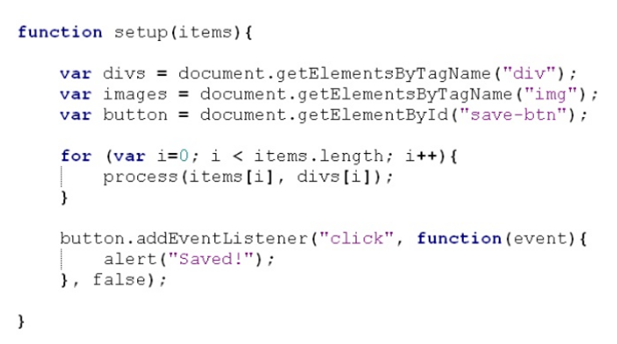 function setup(items){
var divs = document.getElementsByTagName("div");
var images = document.getElementsByTagName("img");
var button = document.getElementById("save-btn");
for (var i=0; i < items.length; i++){
process(items[i], divs[i]);
}
button.addEventListener("click", function(event){
alert("Saved!");
}, false);
}